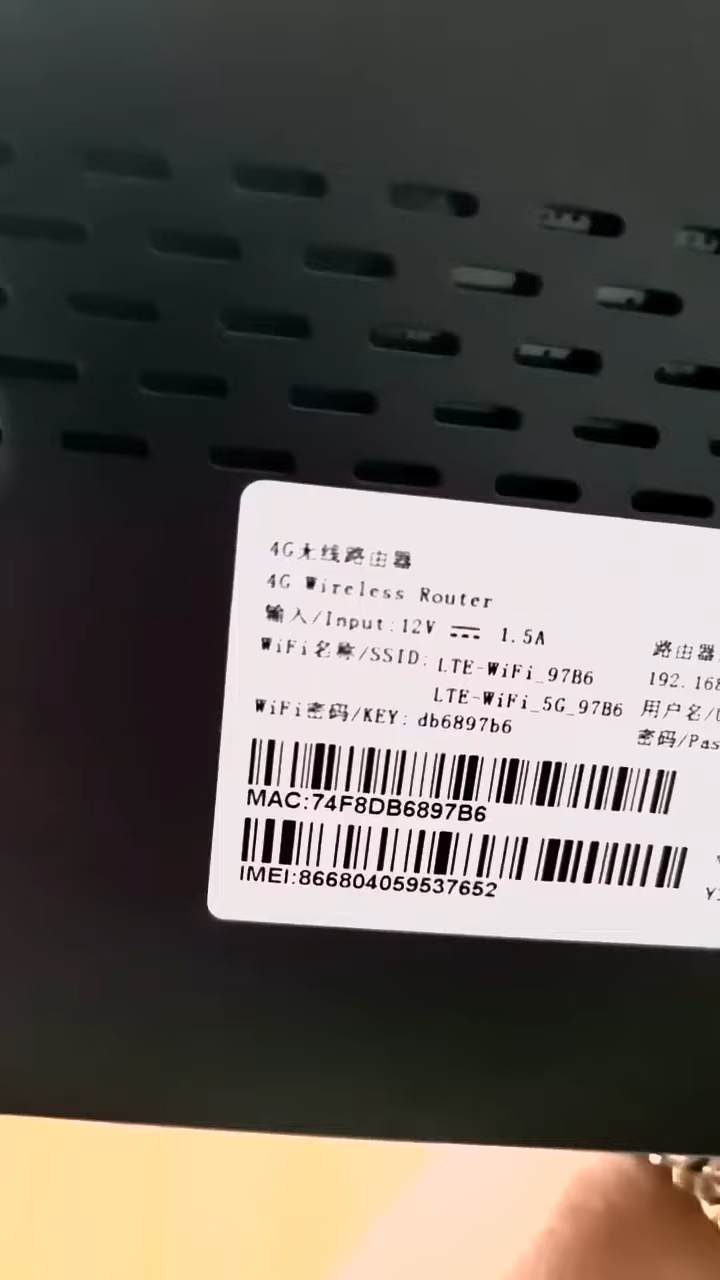 4G无线路由器
4G Wireless Router
输入/Input:12V ⎓ 1.5A
WiFi名称/SSID: LTE-WiFi_97B6
LTE-WiFi_5G_97B6
WiFi密码/KEY: db6897b6
MAC:74F8DB6897B6
IMEI:866804059537652
路由器
192.168
用户名/U
密码/Pas